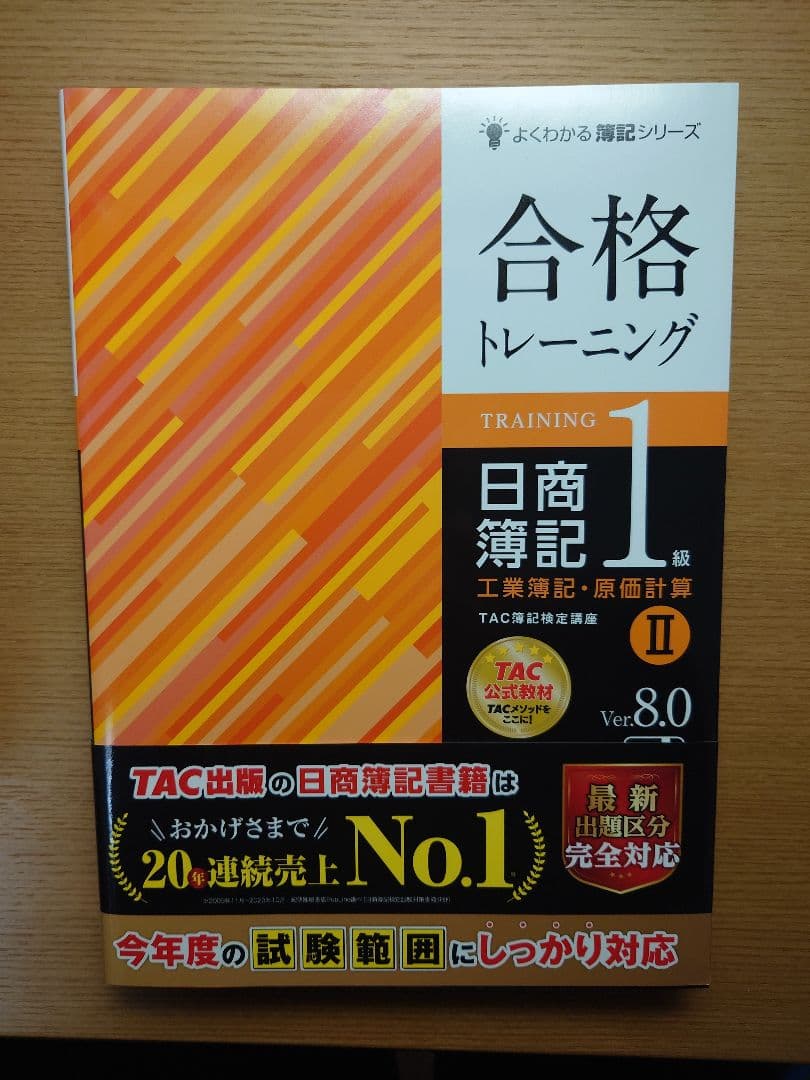 よくわかる簿記シリーズ
合格
トレーニング
TRAINING
日商
簿記
1級
工業簿記・原価計算
TAC簿記検定講座
II
TAC
公式教材
TACメソッドを
ここに!
Ver.8.0
TAC出版の日商簿記書籍は
おかげさまで
20年連続売上No.1
最新
出題区分
完全対応
今年度の試験範囲にしっかり対応